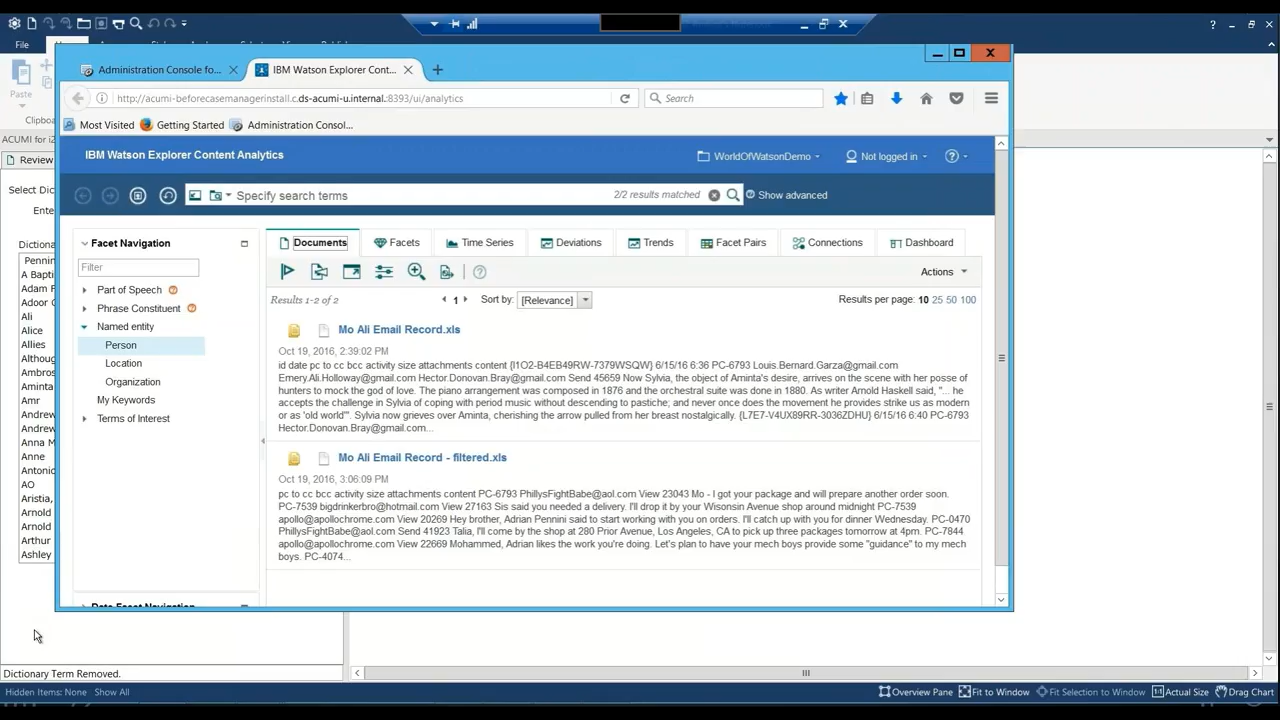 File
Paste
Clipboa
ACUMI for i2
Review
Select Dic
Ente
Dictiona
Pennin
A Bapti
Adam F
Adoor
Ali
Alice
Allies
Althoug
Ambros
Aminta
Amr
Andrew
Andrew
Anna M
Anne
Antonio
AO
Aristia,
Arnold
Arnold
Arthur
Ashley
Dictionary Term Removed.
Hidden Items: None Show All
Administration Console fo...
IBM Watson Explorer Cont...
http://acumi-beforecasemanagerinstall.c.ds-acumi-u.internal.:8393/ui/analytics
Search
Most Visited Getting Started Administration Consol...
IBM Watson Explorer Content Analytics
WorldOfWatsonDemo Not logged in
Specify search terms 2/2 results matched Show advanced
Facet Navigation
Filter
Part of Speech
Phrase Constituent
Named entity
Person
Location
Organization
My Keywords
Terms of Interest
Date Facet Navigation
Documents Facets Time Series Deviations Trends Facet Pairs Connections Dashboard
Actions
Results 1-2 of 2 1 Sort by: [Relevance] Results per page: 10 25 50 100
Mo Ali Email Record.xls
Oct 19, 2016, 2:39:02 PM
id date pc to cc bcc activity size attachments content {I1O2-B4EB49RW-7379WSQW} 6/15/16 6:36 PC-6793 Louis.Bernard.Garza@gmail.com
Emery.Ali.Holloway@gmail.com Hector.Donovan.Bray@gmail.com Send 45659 Now Sylvia, the object of Aminta's desire, arrives on the scene with her posse of
hunters to mock the god of love. The piano arrangement was composed in 1876 and the orchestral suite was done in 1880. As writer Arnold Haskell said, "... he
accepts the challenge in Sylvia of coping with period music without descending to pastiche; and never once does the movement he provides strike us as modern
or as 'old world'". Sylvia now grieves over Aminta, cherishing the arrow pulled from her breast nostalgically. {L7E7-V4UX89RR-3036ZDHU} 6/15/16 6:40 PC-6793
Hector.Donovan.Bray@gmail.com...
Mo Ali Email Record - filtered.xls
Oct 19, 2016, 3:06:09 PM
pc to cc bcc activity size attachments content PC-6793 PhillysFightBabe@aol.com View 23043 Mo - I got your package and will prepare another order soon.
PC-7539 bigdrinkerbro@hotmail.com View 27163 Sis said you needed a delivery. I'll drop it by your Wisonsin Avenue shop around midnight PC-7539
apollo@apollochrome.com View 20269 Hey brother, Adrian Pennini said to start working with you on orders. I'll catch up with you for dinner Wednesday. PC-0470
PhillysFightBabe@aol.com Send 41923 Talia, I'll come by the shop at 280 Prior Avenue, Los Angeles, CA to pick up three packages tomorrow at 4pm. PC-7844
apollo@apollochrome.com View 22669 Mohammed, Adrian likes the work you're doing. Let's plan to have your mech boys provide some "guidance" to my mech
boys. PC-4074...
Overview Pane Fit to Window Fit Selection to Window Actual Size Drag Chart